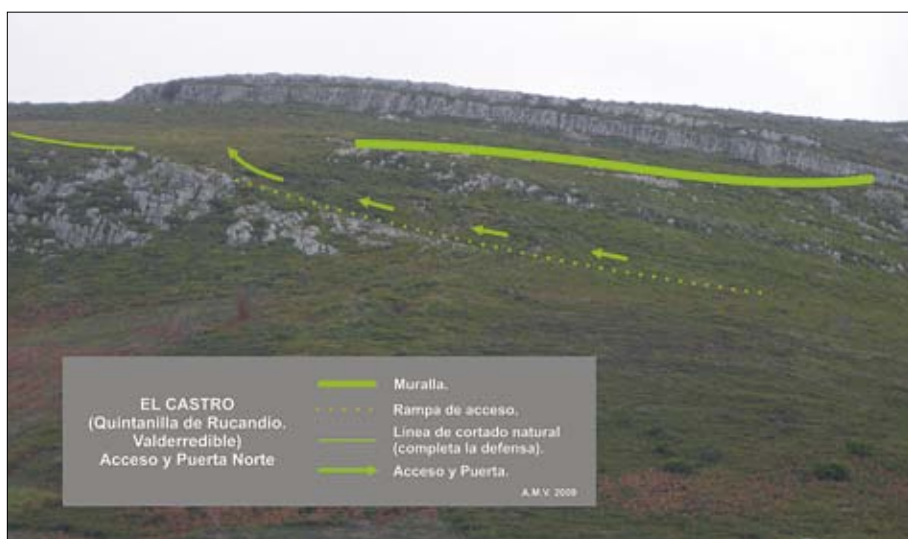 EL CASTRO
(Quintanilla de Rucandio.
Valderredible)
Acceso y Puerta Norte
Muralla.
Rampa de acceso.
Línea de cortado natural
(completa la defensa).
Acceso y Puerta.
A.M.V. 2009